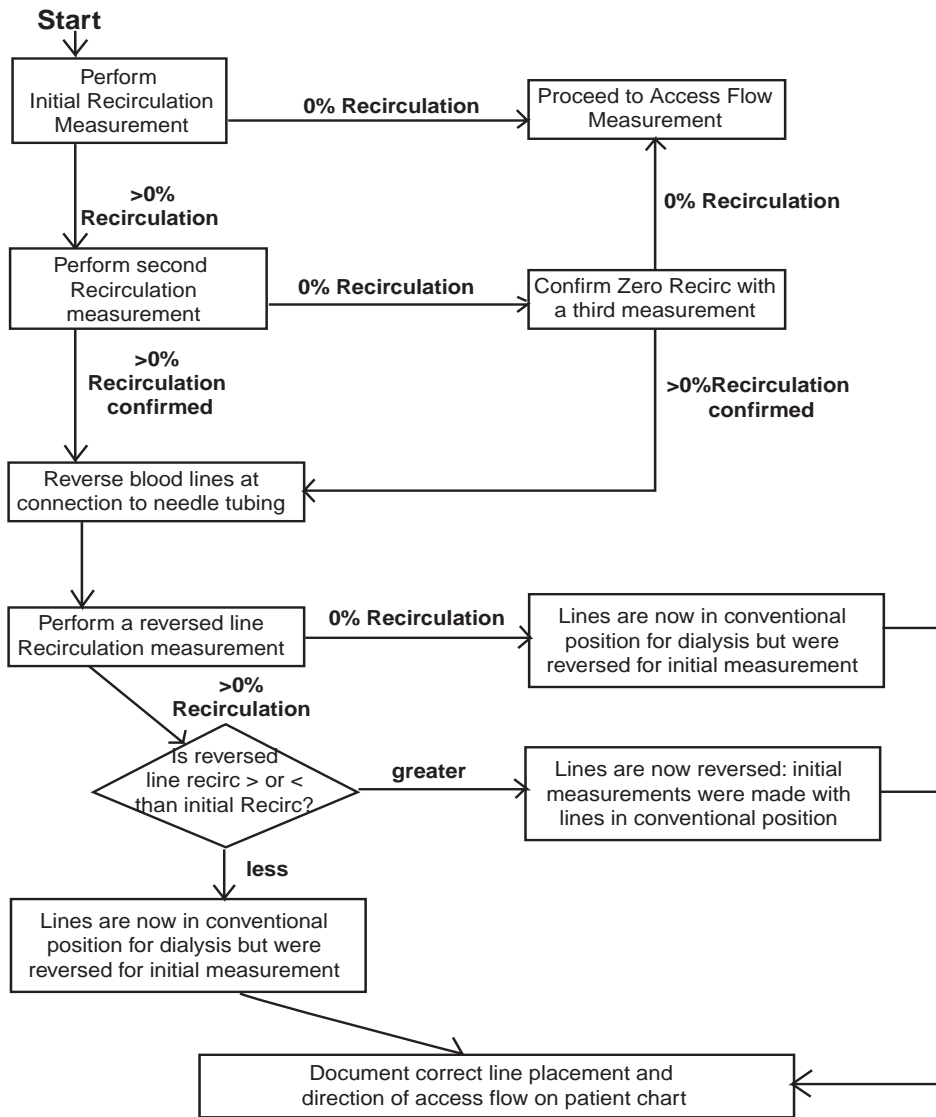 Start
Perform
Initial Recirculation
Measurement
0% Recirculation
Proceed to Access Flow
Measurement
>0%
Recirculation
0% Recirculation
Perform second
Recirculation
measurement
0% Recirculation
Confirm Zero Recirc with
a third measurement
>0%
Recirculation
confirmed
>0%Recirculation
confirmed
Reverse blood lines at
connection to needle tubing
Perform a reversed line
Recirculation measurement
0% Recirculation
Lines are now in conventional
position for dialysis but were
reversed for initial measurement
>0%
Recirculation
Is reversed
line recirc > or <
than initial Recirc?
greater
Lines are now reversed: initial
measurements were made with
lines in conventional position
less
Lines are now in conventional
position for dialysis but were
reversed for initial measurement
Document correct line placement and
direction of access flow on patient chart